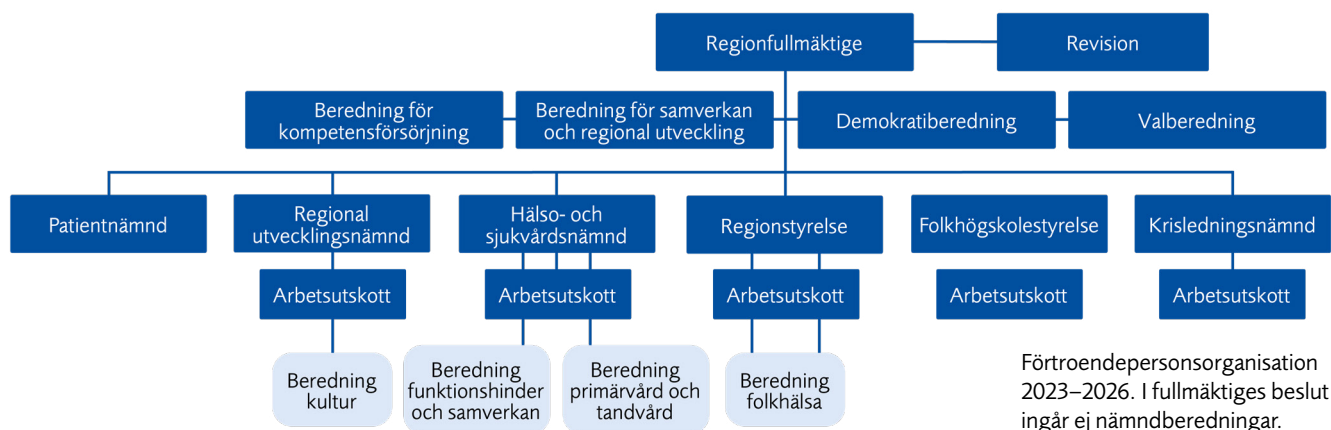 Regionfullmäktige
Revision
Beredning för
kompetensförsörjning
Beredning för samverkan
och regional utveckling
Demokratiberedning
Valberedning
Patientnämnd
Regional
utvecklingsnämnd
Hälso- och
sjukvårdsnämnd
Regionstyrelse
Folkhögskolestyrelse
Krisledningsnämnd
Arbetsutskott
Arbetsutskott
Arbetsutskott
Arbetsutskott
Arbetsutskott
Beredning
kultur
Beredning
funktionshinder
och samverkan
Beredning
primärvård och
tandvård
Beredning
folkhälsa
Förtroendepersonsorganisation
2023–2026. I fullmäktiges beslut
ingår ej nämndberedningar.